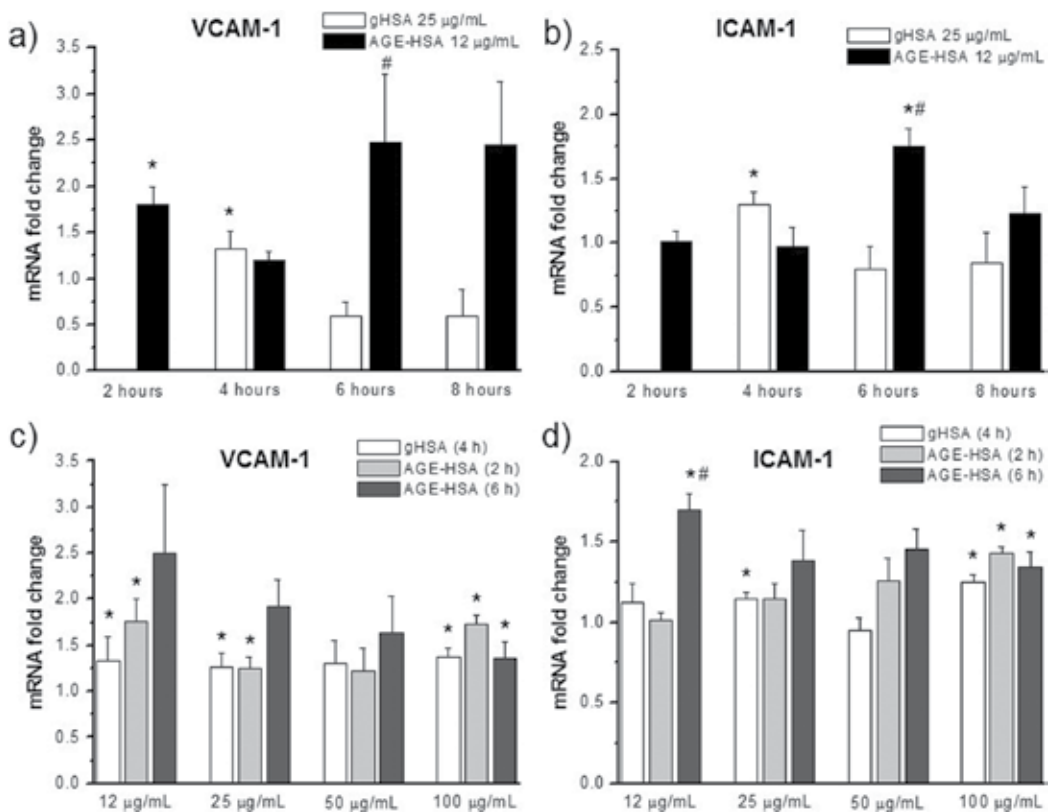 a)
VCAM-1
gHSA 25 µg/mL
AGE-HSA 12 µg/mL
mRNA fold change
3.5
3.0
2.5
2.0
1.5
1.0
0.5
0.0
*
*
#
2 hours 4 hours 6 hours 8 hours
b)
ICAM-1
gHSA 25 µg/mL
AGE-HSA 12 µg/mL
mRNA fold change
2.5
2.0
1.5
1.0
0.5
0.0
*
*#
2 hours 4 hours 6 hours 8 hours
c)
VCAM-1
gHSA (4 h)
AGE-HSA (2 h)
AGE-HSA (6 h)
mRNA fold change
3.5
3.0
2.5
2.0
1.5
1.0
0.5
0.0
* * * * * * *
12 µg/mL 25 µg/mL 50 µg/mL 100 µg/mL
d)
ICAM-1
gHSA (4 h)
AGE-HSA (2 h)
AGE-HSA (6 h)
mRNA fold change
2.0
1.5
1.0
0.5
0.0
*# * * * *
12 µg/mL 25 µg/mL 50 µg/mL 100 µg/mL